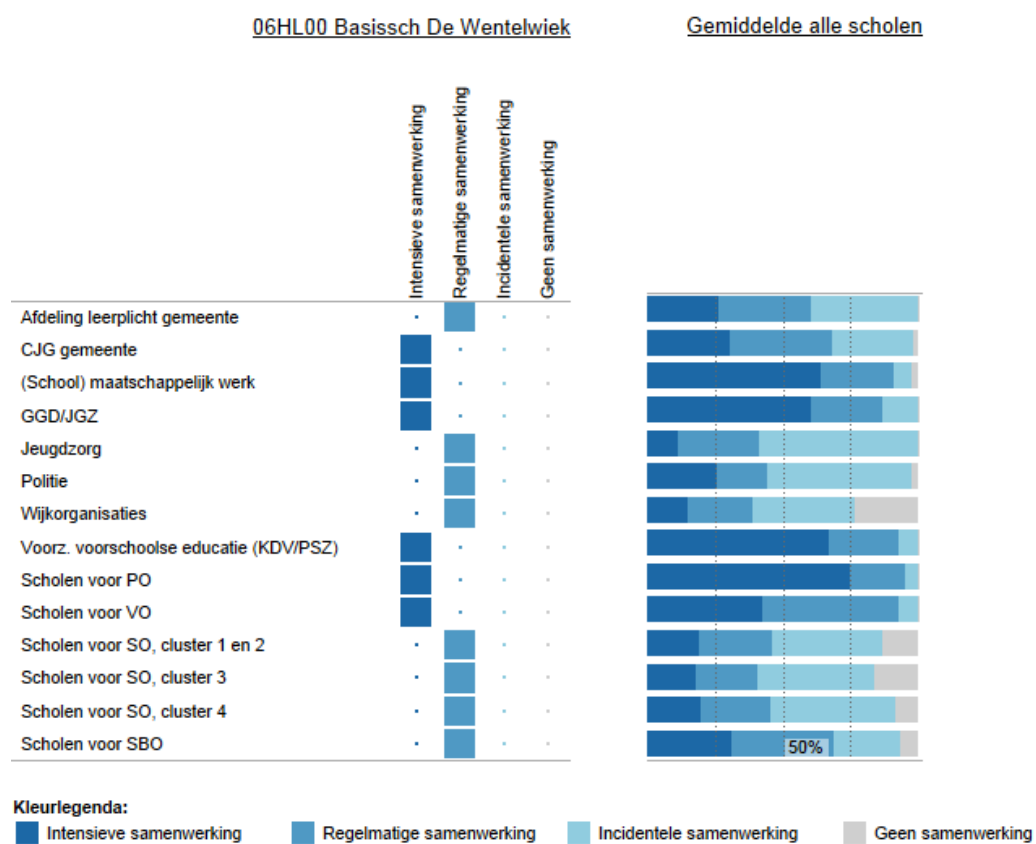 06HL00 Basissch De Wentelwiek
Gemiddelde alle scholen
Intensieve samenwerking
Regelmatige samenwerking
Incidentele samenwerking
Geen samenwerking
Afdeling leerplicht gemeente
CJG gemeente
(School) maatschappelijk werk
GGD/JGZ
Jeugdzorg
Politie
Wijkorganisaties
Voorz. voorschoolse educatie (KDV/PSZ)
Scholen voor PO
Scholen voor VO
Scholen voor SO, cluster 1 en 2
Scholen voor SO, cluster 3
Scholen voor SO, cluster 4
Scholen voor SBO
50%
Kleurlegenda:
Intensieve samenwerking
Regelmatige samenwerking
Incidentele samenwerking
Geen samenwerking